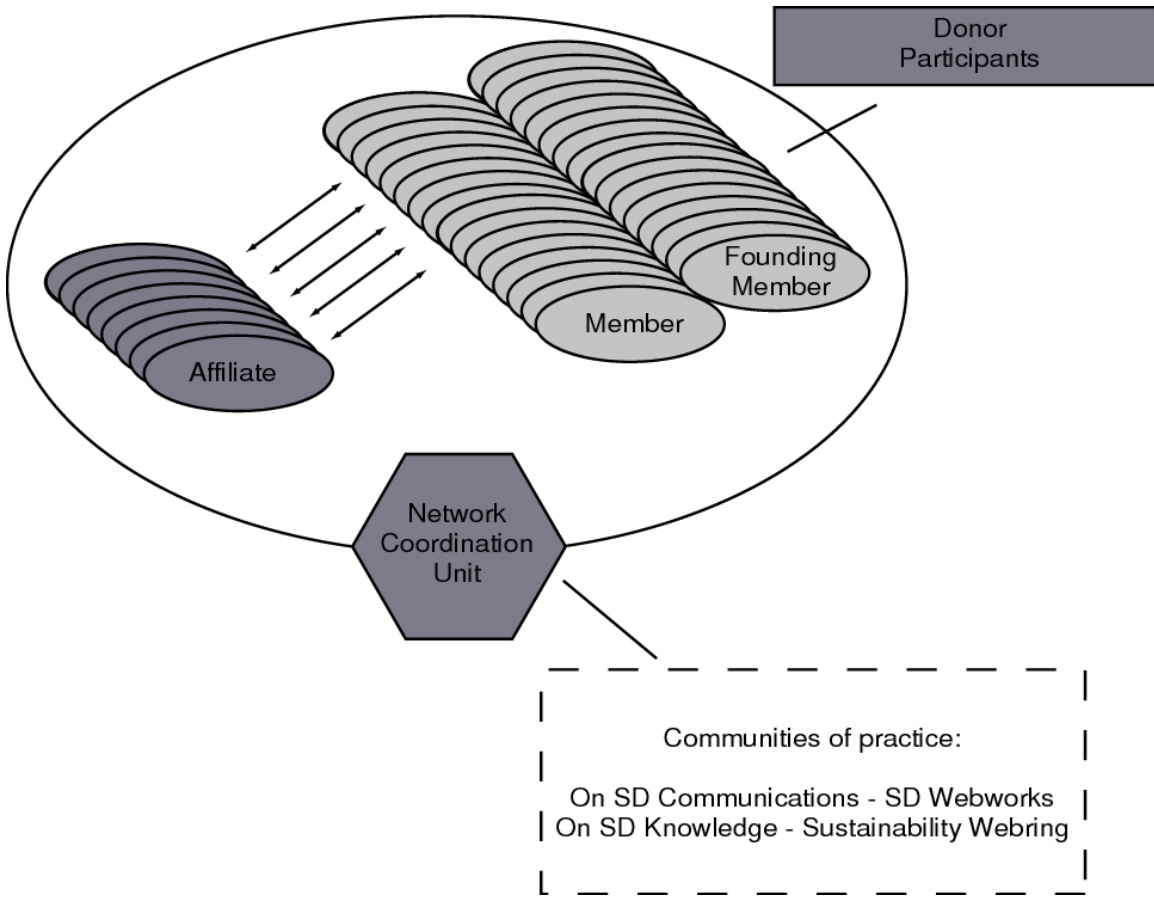 Donor
Participants
Founding
Member
Member
Affiliate
Network
Coordination
Unit
Communities of practice:
On SD Communications - SD Webworks
On SD Knowledge - Sustainability Webring